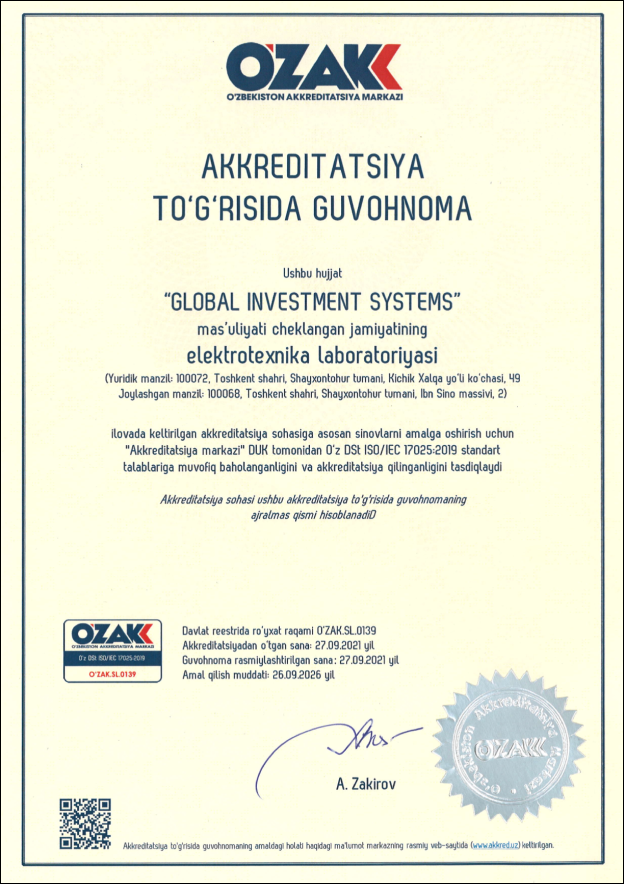 O'ZAK
O'ZBEKISTON AKKREDITATSIYA MARKAZI
AKKREDITATSIYA
TO‘G‘RISIDA GUVOHNOMA
Ushbu hujjat
“GLOBAL INVESTMENT SYSTEMS”
mas’uliyati cheklangan jamiyatining
elektrotexnika laboratoriyasi
(Yuridik manzil: 100072, Toshkent shahri, Shayxontohur tumani, Kichik Xalqa yo'li ko'chasi, 49
Joylashgan manzil: 100068, Toshkent shahri, Shayxontohur tumani, Ibn Sino massivi, 2)
ilovada keltirilgan akkreditatsiya sohasiga asosan sinovlarni amalga oshirish uchun
"Akkreditatsiya markazi" DUK tomonidan O'z DSt ISO/IEC 17025:2019 standart
talablariga muvofiq baholanganligini va akkreditatsiya qilinganligini tasdiqlaydi
Akkreditatsiya sohasi ushbu akkreditatsiya to'g'risida guvohnomaning
ajralmas qismi hisoblanadiD
O'ZAK
O'ZBEKISTON AKKREDITATSIYA MARKAZI
O'z DSt ISO/IEC 17025:2019
O'ZAK.SL.0139
Davlat reestrida ro'yxat raqami O'ZAK.SL.0139
Akkreditatsiyadan o'tgan sana: 27.09.2021 yil
Guvohnoma rasmiylashtirilgan sana: 27.09.2021 yil
Amal qilish muddati: 26.09.2026 yil
A. Zakirov
O'zbekiston Akkreditatsiya Markazi
O'ZAK
Akkreditatsiya to'g'risida guvohnomaning amaldagi holati haqidagi ma'lumot markazning rasmiy veb-saytida (www.akkred.uz) keltirilgan.